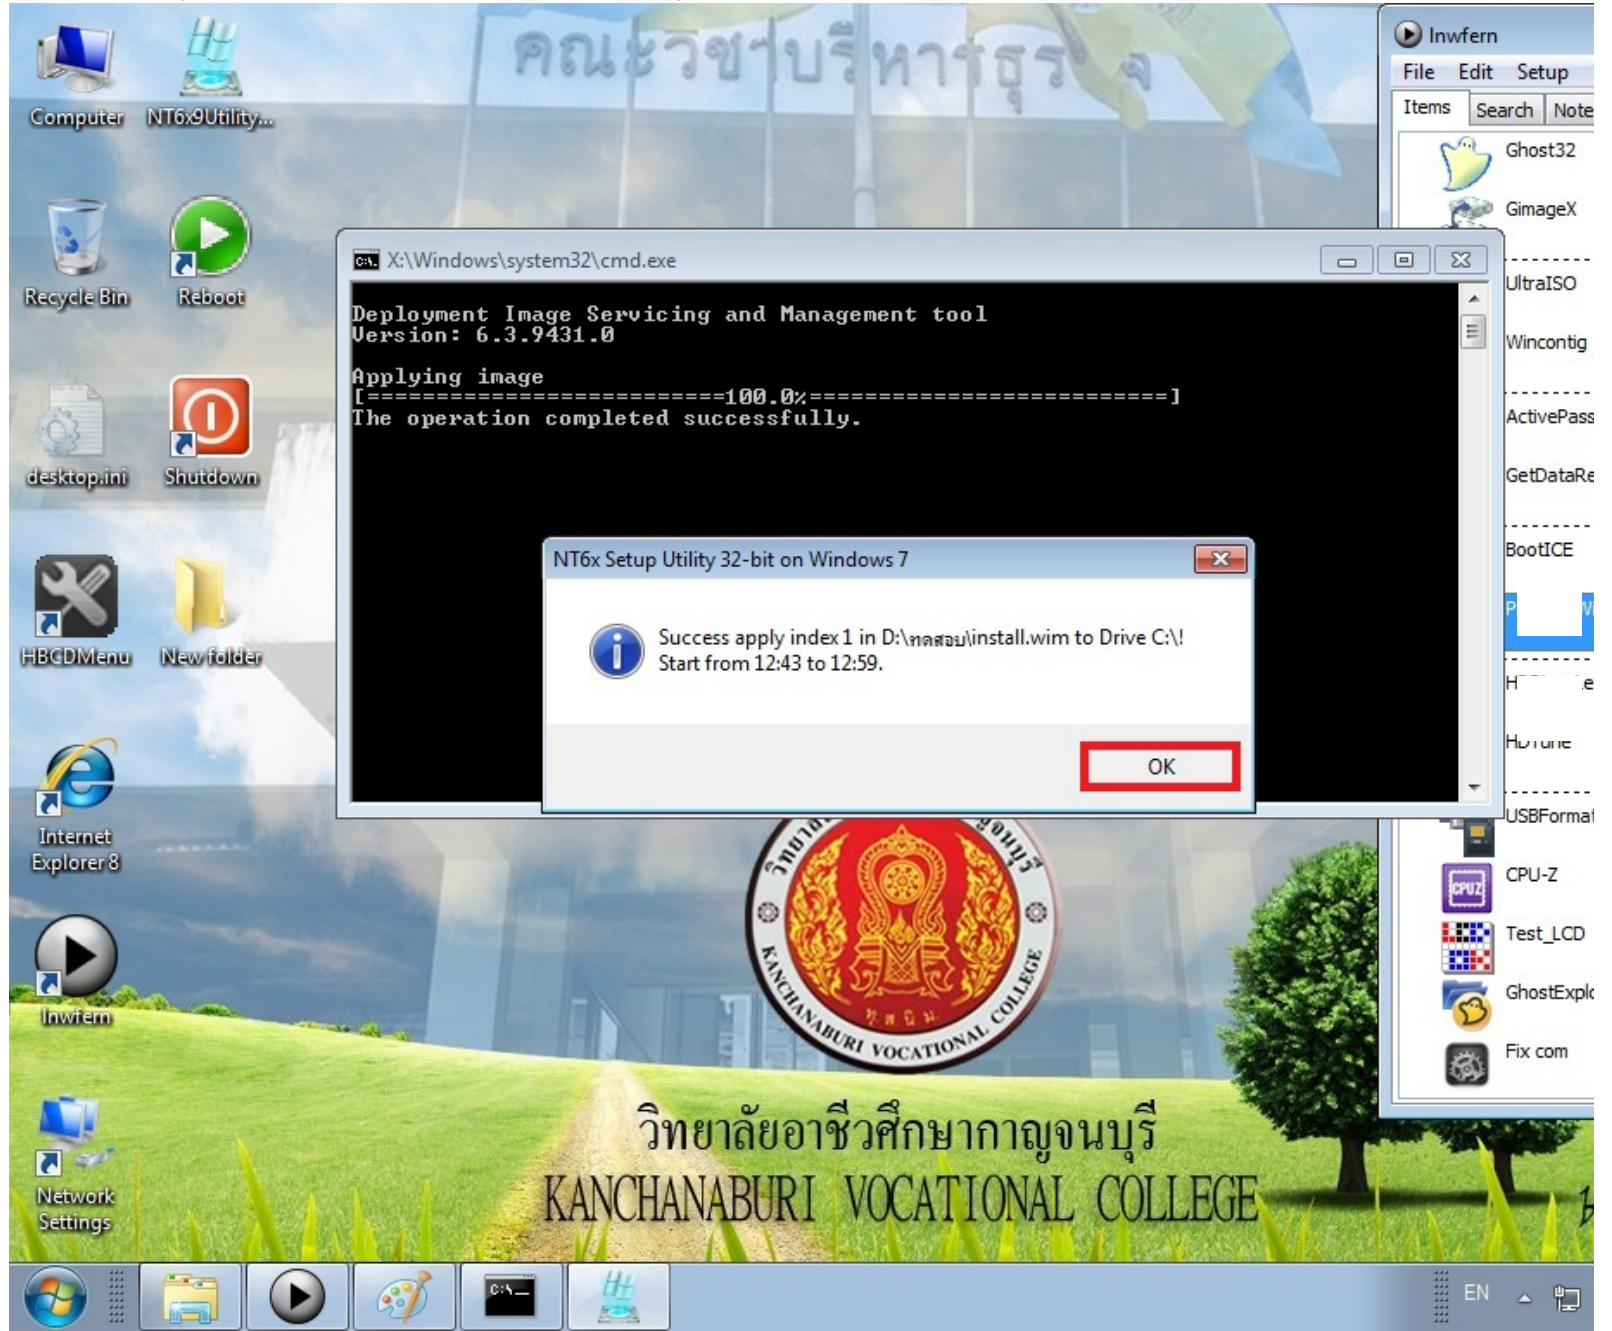 คณะวิชาบริหารธุรกิจ
Computer
NT6x9Utility...
Recycle Bin
Reboot
desktop.ini
Shutdown
HBCDMenu
New folder
Internet
Explorer 8
lnwfern
Network
Settings
X:\Windows\system32\cmd.exe
Deployment Image Servicing and Management tool
Version: 6.3.9431.0
Applying image
[==========================100.0%==========================]
The operation completed successfully.
NT6x Setup Utility 32-bit on Windows 7
Success apply index 1 in D:\ทดสอบ\install.wim to Drive C:\!
Start from 12:43 to 12:59.
OK
lnwfern
File Edit Setup
Items Search Note
Ghost32
GimageX
UltraISO
Wincontig
ActivePass
GetDataRe
BootICE
HDTune
USBFormat
CPU-Z
Test_LCD
GhostExplo
Fix com
KANCHANABURI VOCATIONAL COLLEGE
วิทยาลัยอาชีวศึกษากาญจนบุรี
KANCHANABURI VOCATIONAL COLLEGE
EN